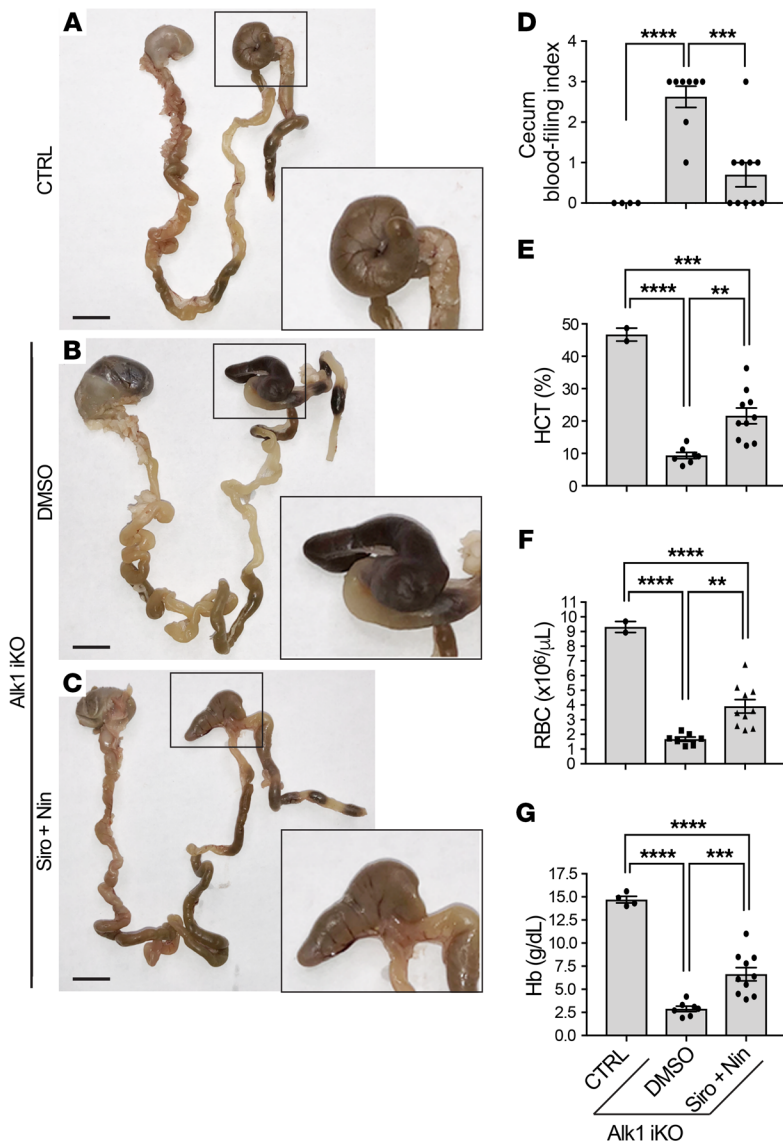 A
CTRL
B
DMSO
C
Siro + Nin
Alk1 iKO
D
**** ***
Cecum
blood-filing index
4
3
2
1
0
E
***
**** **
HCT (%)
50
40
30
20
10
0
F
****
**** **
RBC (x10⁶/µL)
11
10
9
8
7
6
5
4
3
2
1
0
G
****
**** ***
Hb (g/dL)
17.5
15.0
12.5
10.0
7.5
5.0
2.5
0.0
CTRL
DMSO
Siro + Nin
Alk1 iKO